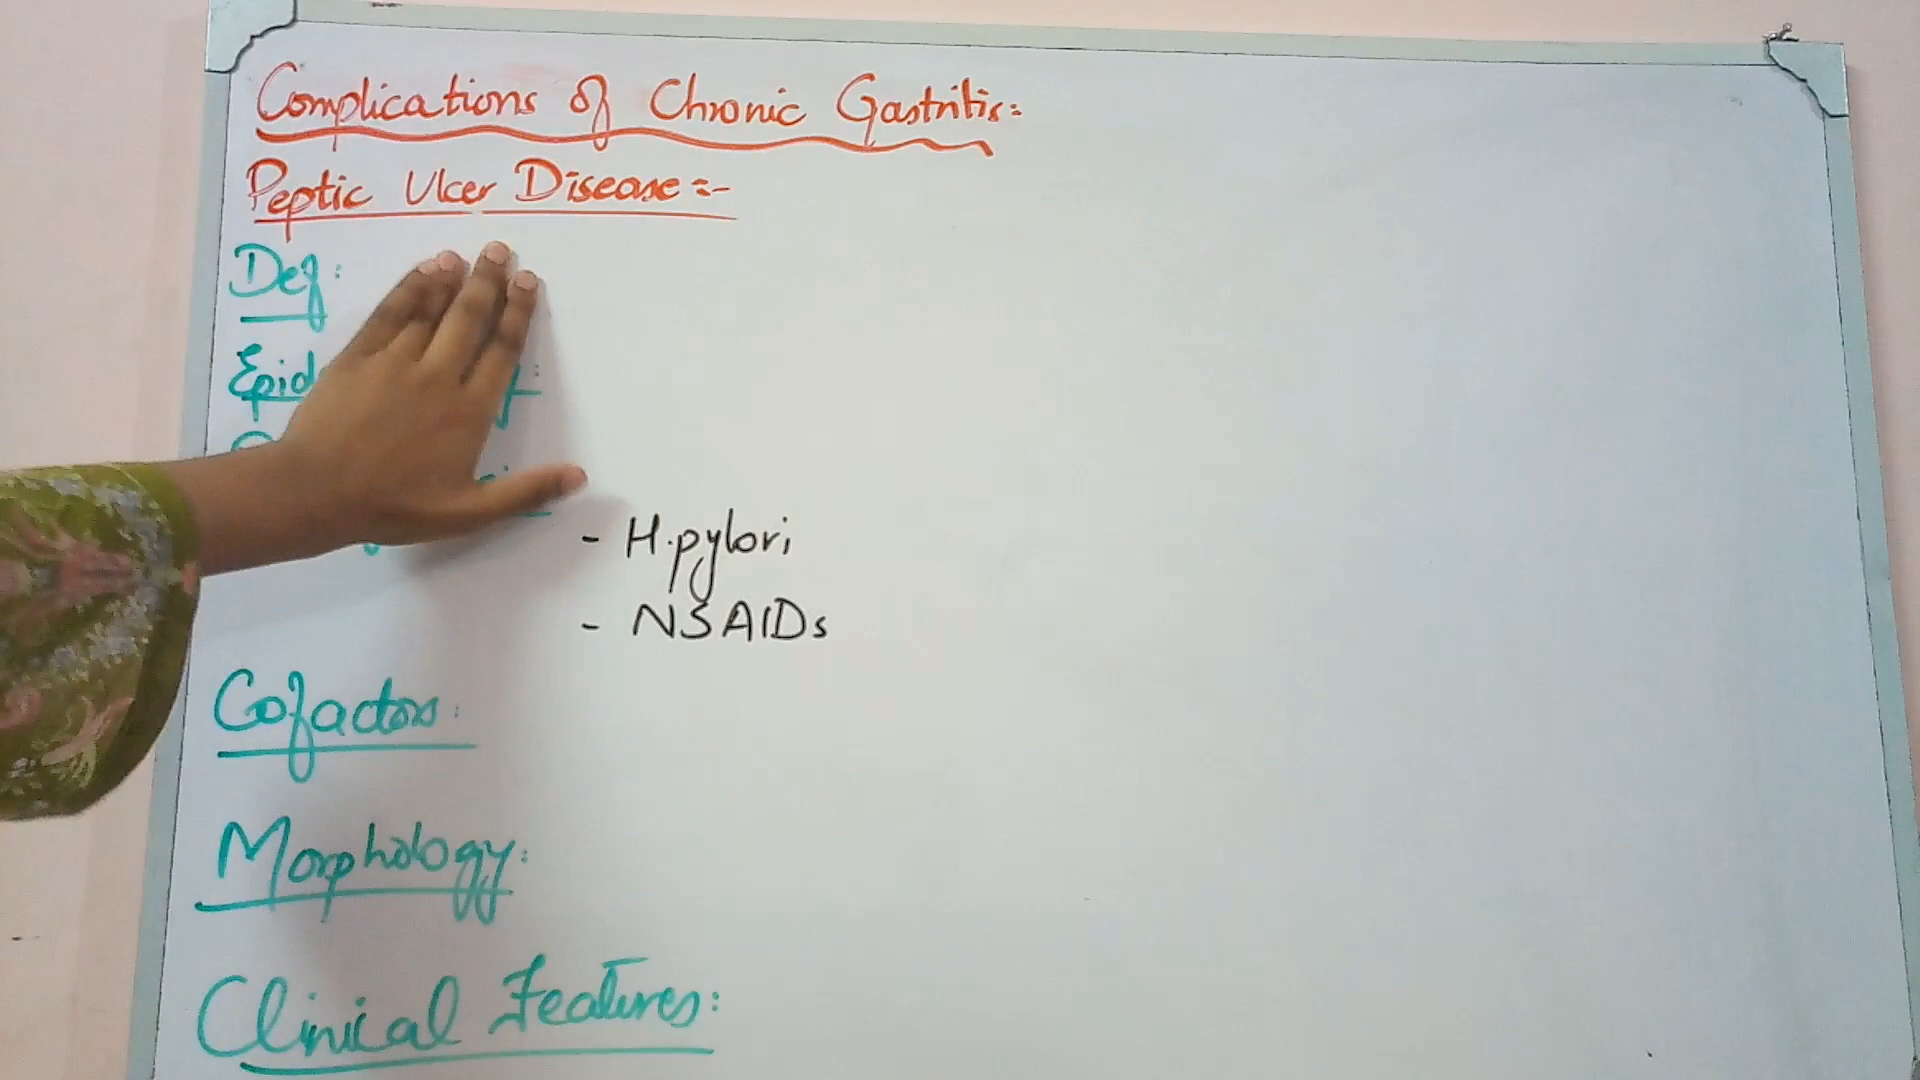 Complications of Chronic Gastritis:
Peptic Ulcer Disease:-
Def:
- H.pylori
- NSAIDs
Cofactors:
Morphology:
Clinical Features: